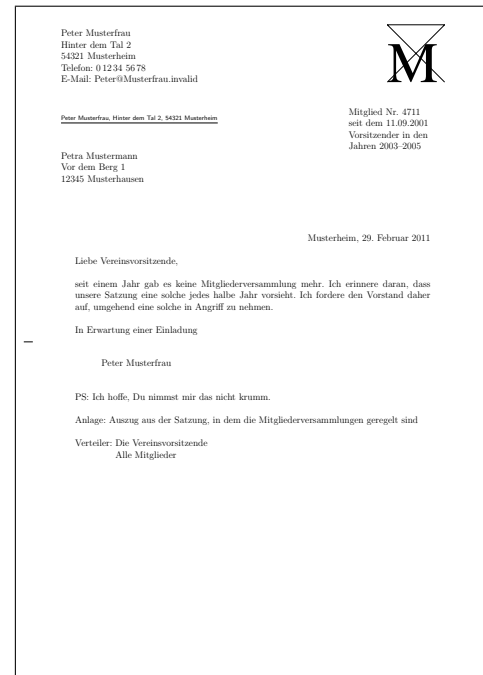 Peter Musterfrau
Hinter dem Tal 2
54321 Musterheim
Telefon: 0 12 34 56 78
E-Mail: Peter@Musterfrau.invalid
M
Peter Musterfrau, Hinter dem Tal 2, 54321 Musterheim
Mitglied Nr. 4711
seit dem 11.09.2001
Vorsitzender in den
Jahren 2003–2005
Petra Mustermann
Vor dem Berg 1
12345 Musterhausen
Musterheim, 29. Februar 2011
Liebe Vereinsvorsitzende,
seit einem Jahr gab es keine Mitgliederversammlung mehr. Ich erinnere daran, dass
unsere Satzung eine solche jedes halbe Jahr vorsieht. Ich fordere den Vorstand daher
auf, umgehend eine solche in Angriff zu nehmen.
In Erwartung einer Einladung
Peter Musterfrau
PS: Ich hoffe, Du nimmst mir das nicht krumm.
Anlage: Auszug aus der Satzung, in dem die Mitgliederversammlungen geregelt sind
Verteiler: Die Vereinsvorsitzende
Alle Mitglieder